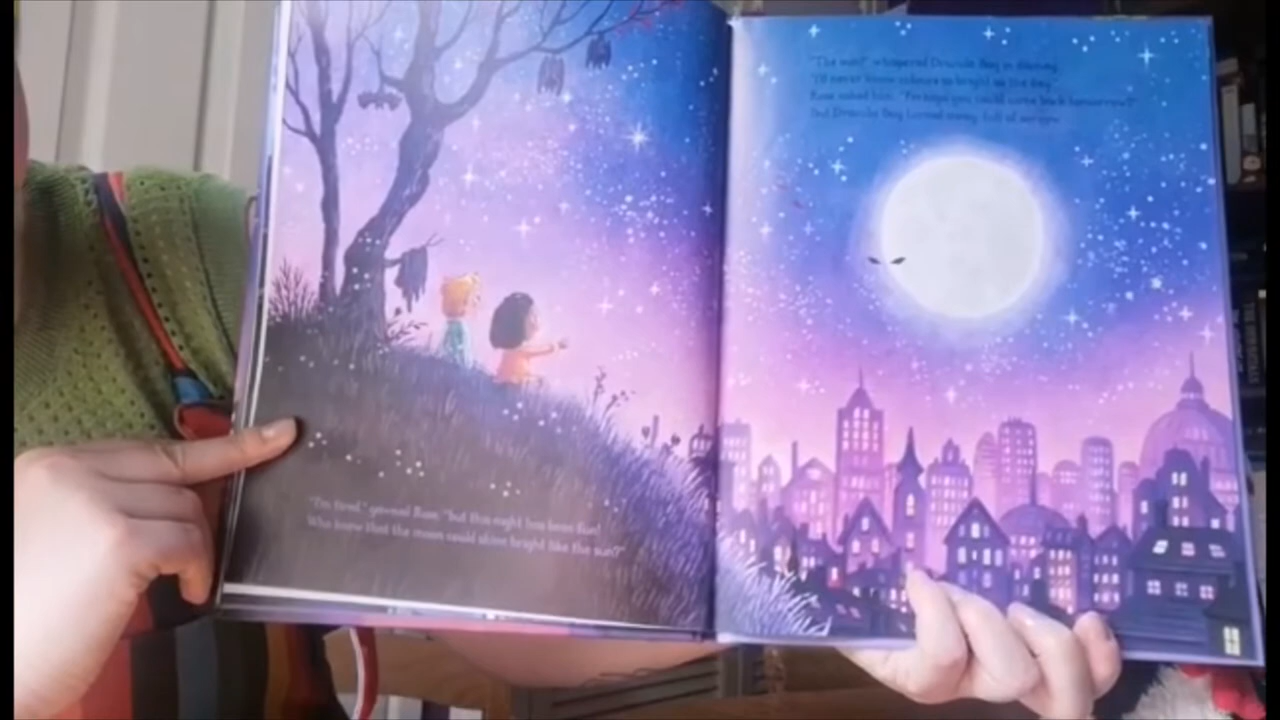 "I'm tired," yawned Rose, "but this night has been fun!
Who knew that the moon could shine bright like the sun?"
"The sun?" whispered Dracula Boy in dismay.
"I'll never know colours as bright as the day."
Rose asked him, "Perhaps you could come back tomorrow?"
But Dracula Boy turned away, full of sorrow.